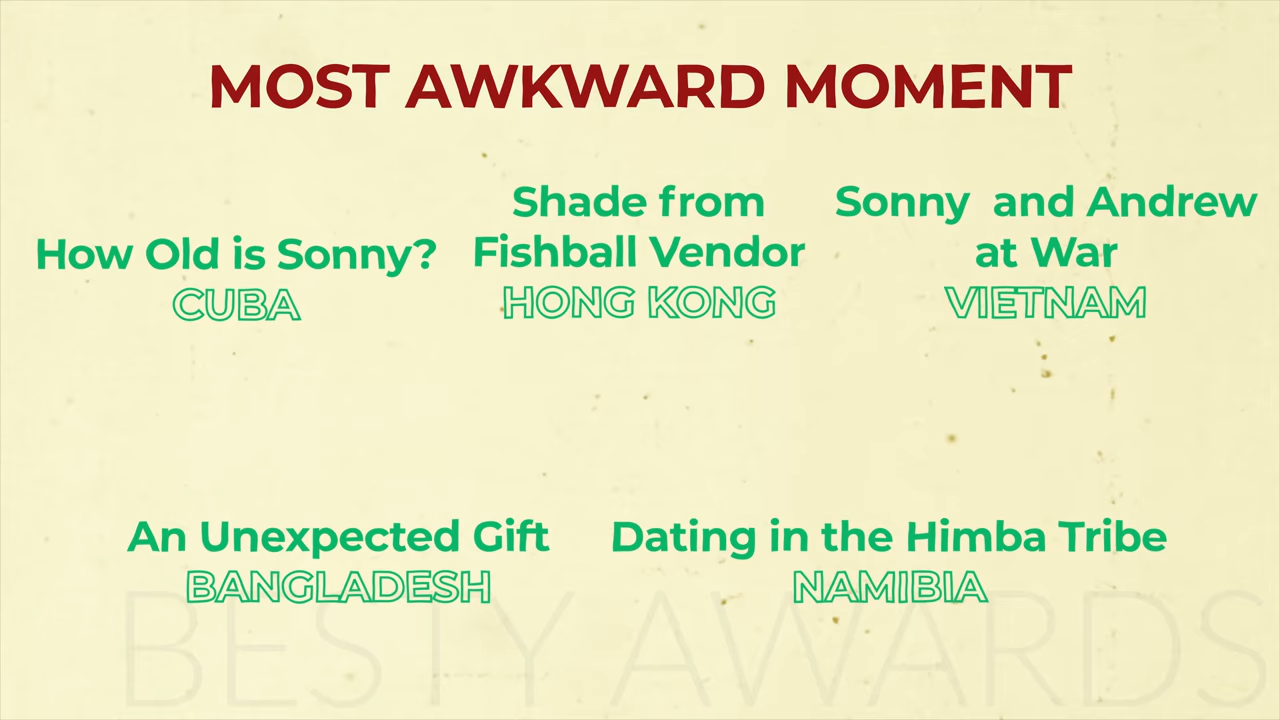 MOST AWKWARD MOMENT
How Old is Sonny?
CUBA
Shade from
Fishball Vendor
HONG KONG
Sonny and Andrew
at War
VIETNAM
An Unexpected Gift
BANGLADESH
Dating in the Himba Tribe
NAMIBIA
BESTY AWARDS